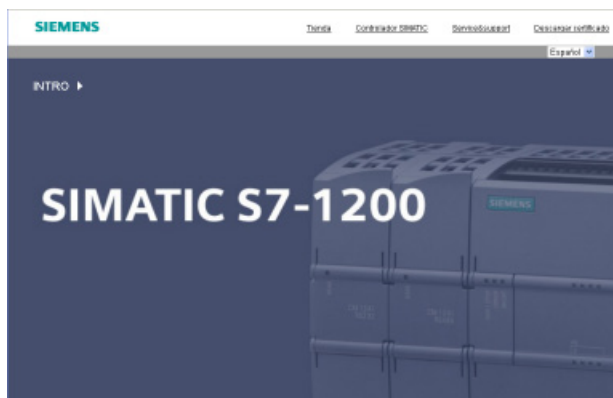 SIEMENS
Tienda Controlador SIMATIC Service&support Descargar certificado
Español
INTRO
SIMATIC S7-1200
SIEMENS